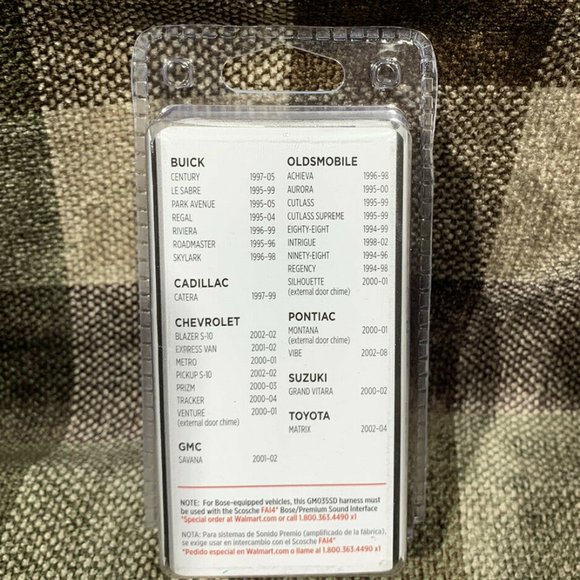 BUICK
CENTURY 1997-05
LE SABRE 1995-99
PARK AVENUE 1995-05
REGAL 1995-04
RIVIERA 1996-99
ROADMASTER 1995-96
SKYLARK 1996-98
CADILLAC
CATERA 1997-99
CHEVROLET
BLAZER S-10 2002-02
EXPRESS VAN 2001-02
METRO 2000-01
PICKUP S-10 2002-02
PRIZM 2000-03
TRACKER 2000-04
VENTURE 2000-01
(external door chime)
GMC
SAVANA 2001-02
OLDSMOBILE
ACHIEVA 1996-98
AURORA 1995-00
CUTLASS 1995-99
CUTLASS SUPREME 1995-99
EIGHTY-EIGHT 1994-99
INTRIGUE 1998-02
NINETY-EIGHT 1994-96
REGENCY 1994-98
SILHOUETTE 2000-01
(external door chime)
PONTIAC
MONTANA 2000-01
(external door chime)
VIBE 2002-08
SUZUKI
GRAND VITARA 2000-02
TOYOTA
MATRIX 2002-04
NOTE: For Bose-equipped vehicles, this GM035SD harness must
be used with the Scosche FAI4* Bose/Premium Sound Interface
*Special order at Walmart.com or call 1.800.363.4490 x1
NOTA: Para sistemas de Sonido Premio (amplificado de la fábrica),
se exige usar en intercambio con el Scosche FAI4*
*Pedido especial en Walmart.com o llame al 1.800.363.4490 x1